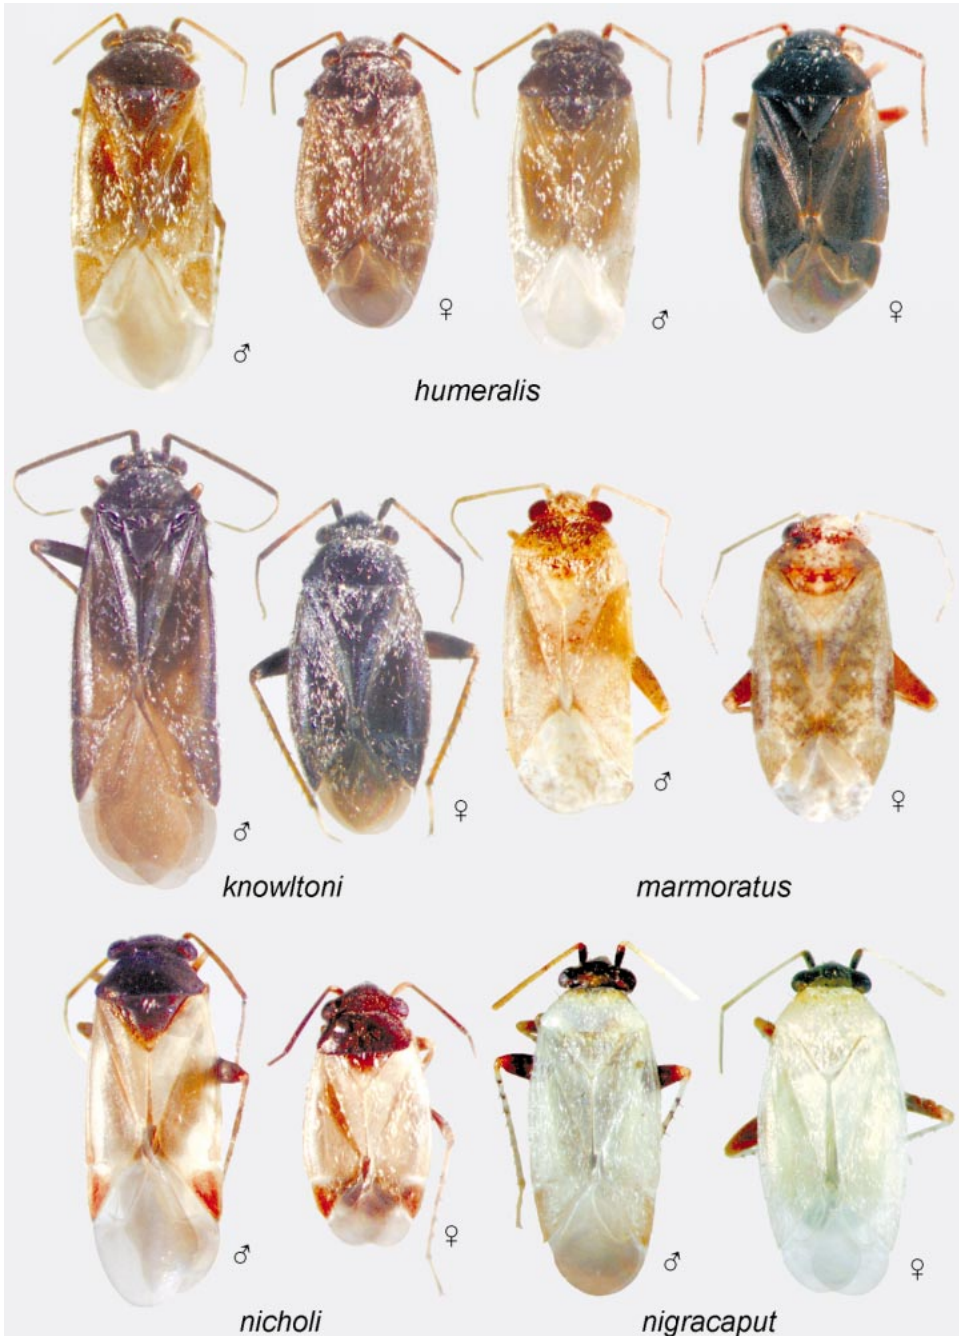 ♂ ♀ ♂ ♀
humeralis
♂ ♀ ♂ ♀
knowltoni marmoratus
♂ ♀ ♂ ♀
nicholi nigracaput